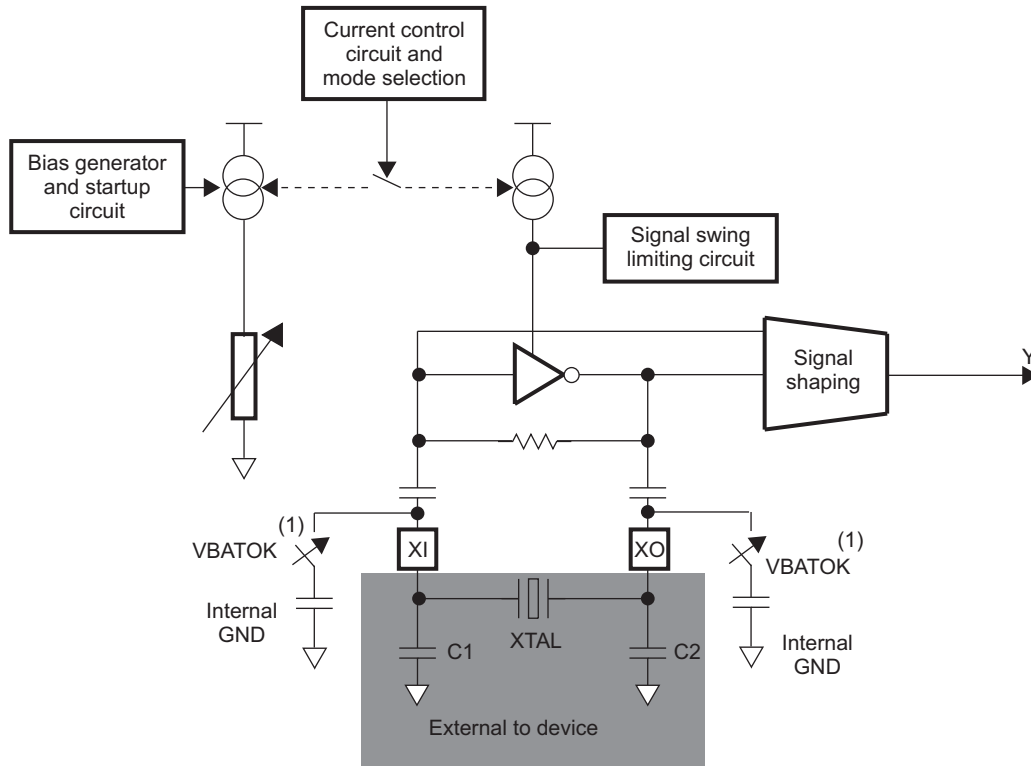 Current control
circuit and
mode selection
Bias generator
and startup
circuit
Signal swing
limiting circuit
Signal
shaping
Y
(1)
VBATOK
XI
XO
(1)
VBATOK
Internal
GND
XTAL
C1
C2
Internal
GND
External to device